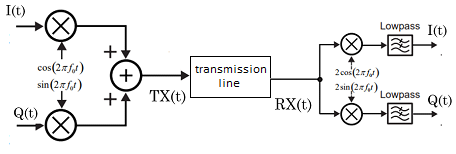 I(t)
cos(2πf₀t)
sin(2πf₀t)
Q(t)
+
+
+
TX(t)
transmission
line
RX(t)
2cos(2πf₀t)
2sin(2πf₀t)
Lowpass
I(t)
Lowpass
Q(t)